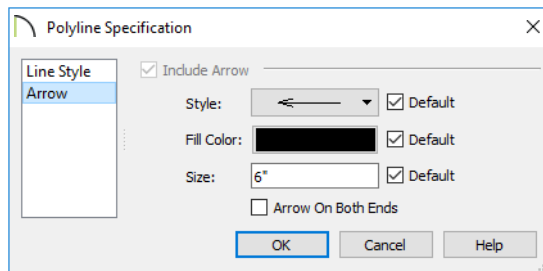 Polyline Specification
Line Style
Arrow
Include Arrow
Style: Default
Fill Color: Default
Size: 6" Default
Arrow On Both Ends
OK Cancel Help